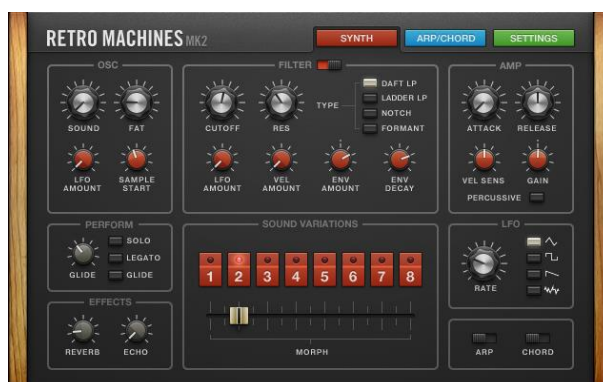 RETRO MACHINES MK2
SYNTH
ARP/CHORD
SETTINGS
OSC
SOUND
FAT
LFO
AMOUNT
SAMPLE
START
FILTER
CUTOFF
RES
TYPE
DAFT LP
LADDER LP
NOTCH
FORMANT
LFO
AMOUNT
VEL
AMOUNT
ENV
AMOUNT
ENV
DECAY
AMP
ATTACK
RELEASE
VEL SENS
GAIN
PERCUSSIVE
PERFORM
GLIDE
SOLO
LEGATO
GLIDE
EFFECTS
REVERB
ECHO
SOUND VARIATIONS
1 2 3 4 5 6 7 8
MORPH
LFO
RATE
ARP
CHORD